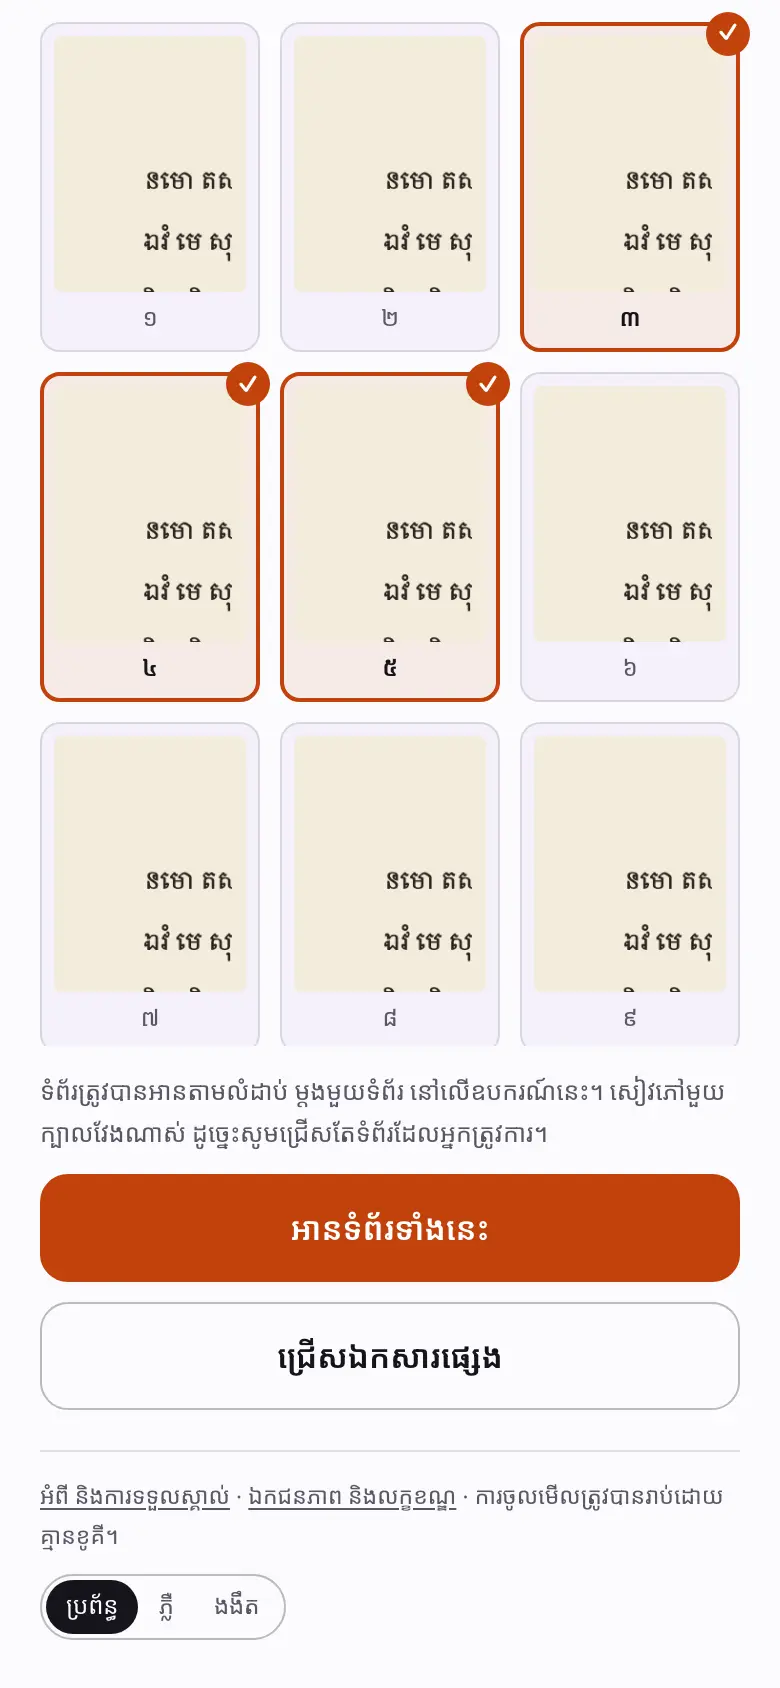 នមោ តស
ឯវំ មេ សុ
១
នមោ តស
ឯវំ មេ សុ
២
នមោ តស
ឯវំ មេ សុ
៣
នមោ តស
ឯវំ មេ សុ
៤
នមោ តស
ឯវំ មេ សុ
៥
នមោ តស
ឯវំ មេ សុ
៦
នមោ តស
ឯវំ មេ សុ
៧
នមោ តស
ឯវំ មេ សុ
៨
នមោ តស
ឯវំ មេ សុ
៩
ទំព័រត្រូវបានអានតាមលំដាប់ ម្ដងមួយទំព័រ នៅលើឧបករណ៍នេះ។ សៀវភៅមួយ
ក្បាលវែងណាស់ ដូច្នេះសូមជ្រើសតែទំព័រដែលអ្នកត្រូវការ។
អានទំព័រទាំងនេះ
ជ្រើសឯកសារផ្សេង
អំពី និងការទទួលស្គាល់ · ឯកជនភាព និងលក្ខខណ្ឌ · ការចូលមើលត្រូវបានរាប់ដោយ
គ្មានខូគី។
ប្រព័ន្ធ ភ្លឺ ងងឹត